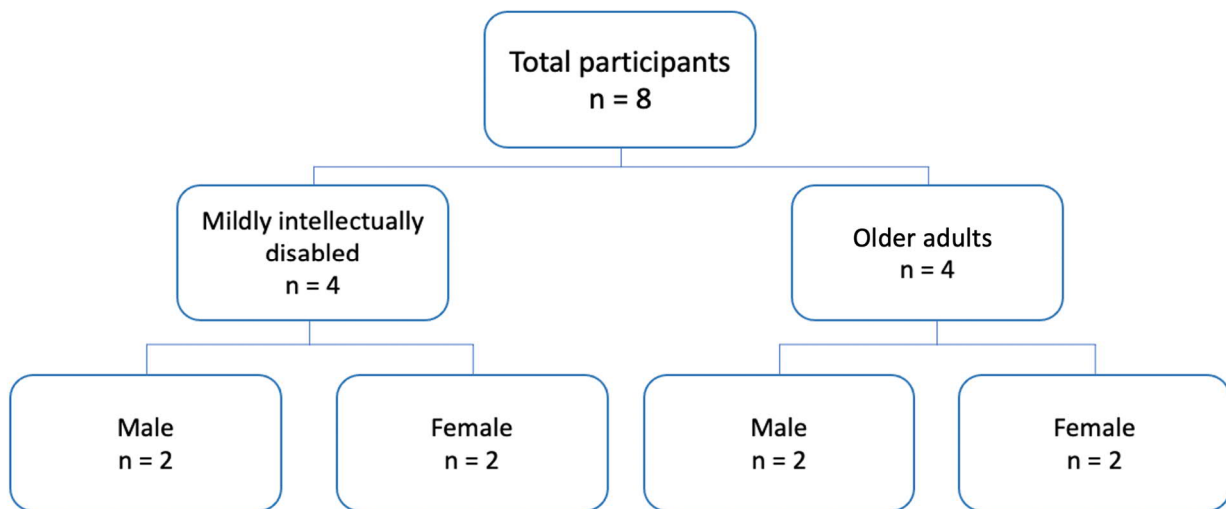 Total participants
n = 8
Mildly intellectually
disabled
n = 4
Older adults
n = 4
Male
n = 2
Female
n = 2
Male
n = 2
Female
n = 2